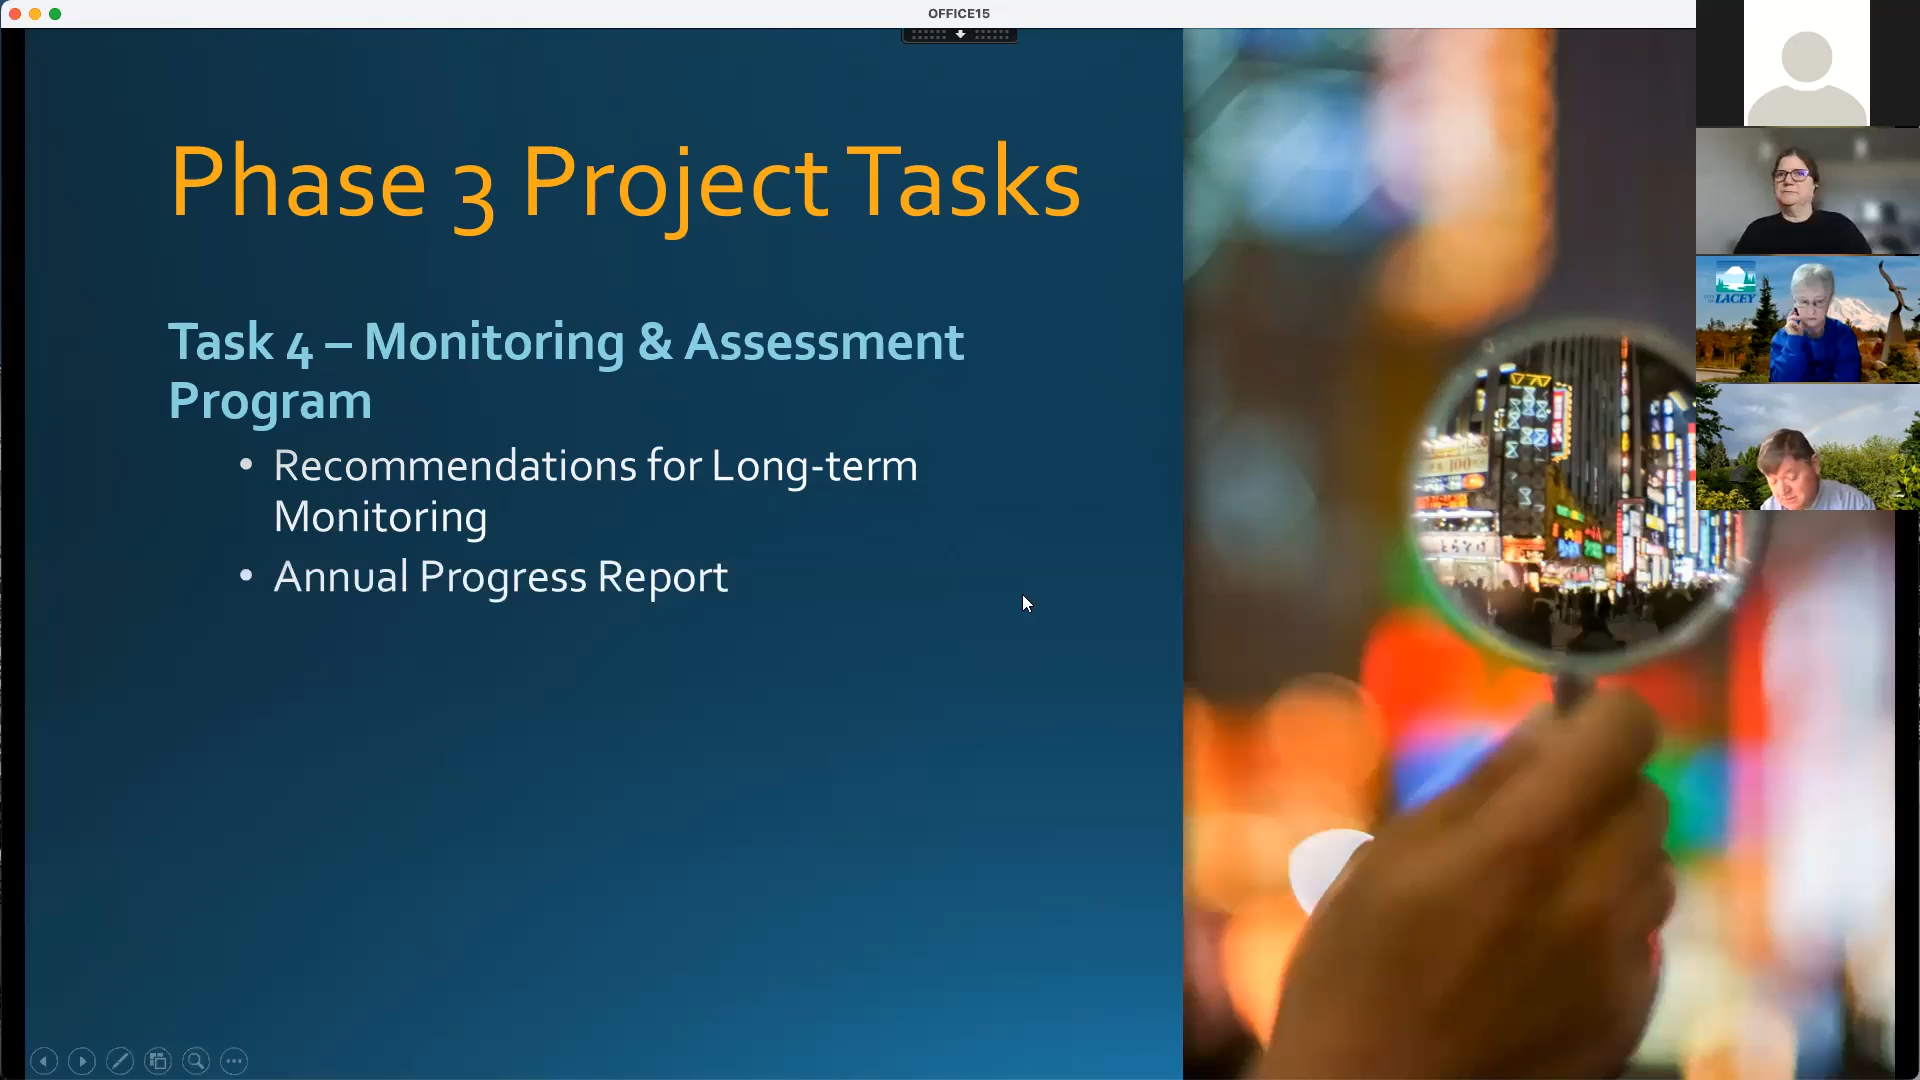 OFFICE15
Phase 3 Project Tasks
Task 4 – Monitoring & Assessment
Program
• Recommendations for Long-term
Monitoring
• Annual Progress Report
LACEY